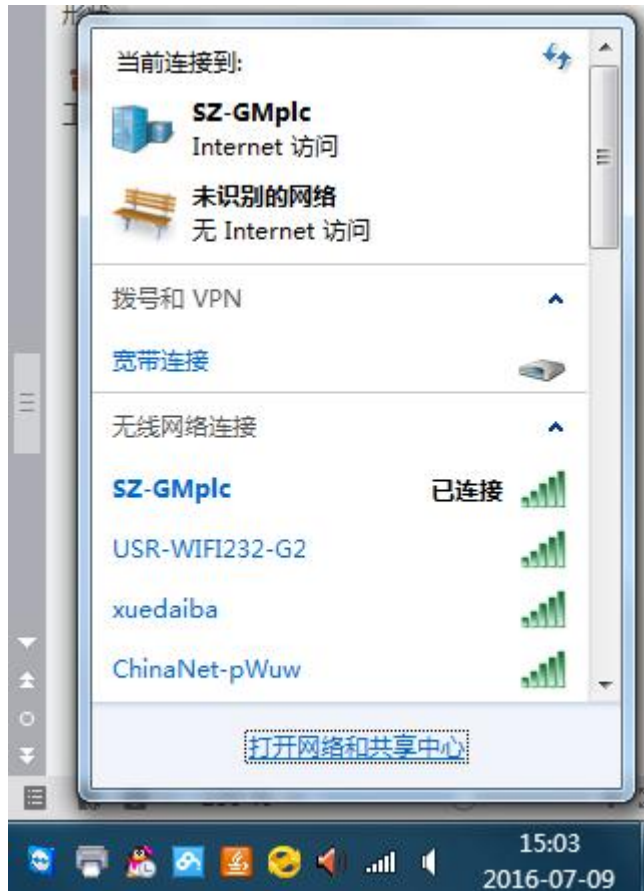 当前连接到:
SZ-GMplc
Internet 访问
未识别的网络
无 Internet 访问
拨号和 VPN
宽带连接
无线网络连接
SZ-GMplc 已连接
USR-WIFI232-G2
xuedaiba
ChinaNet-pWuw
打开网络和共享中心
15:03
2016-07-09